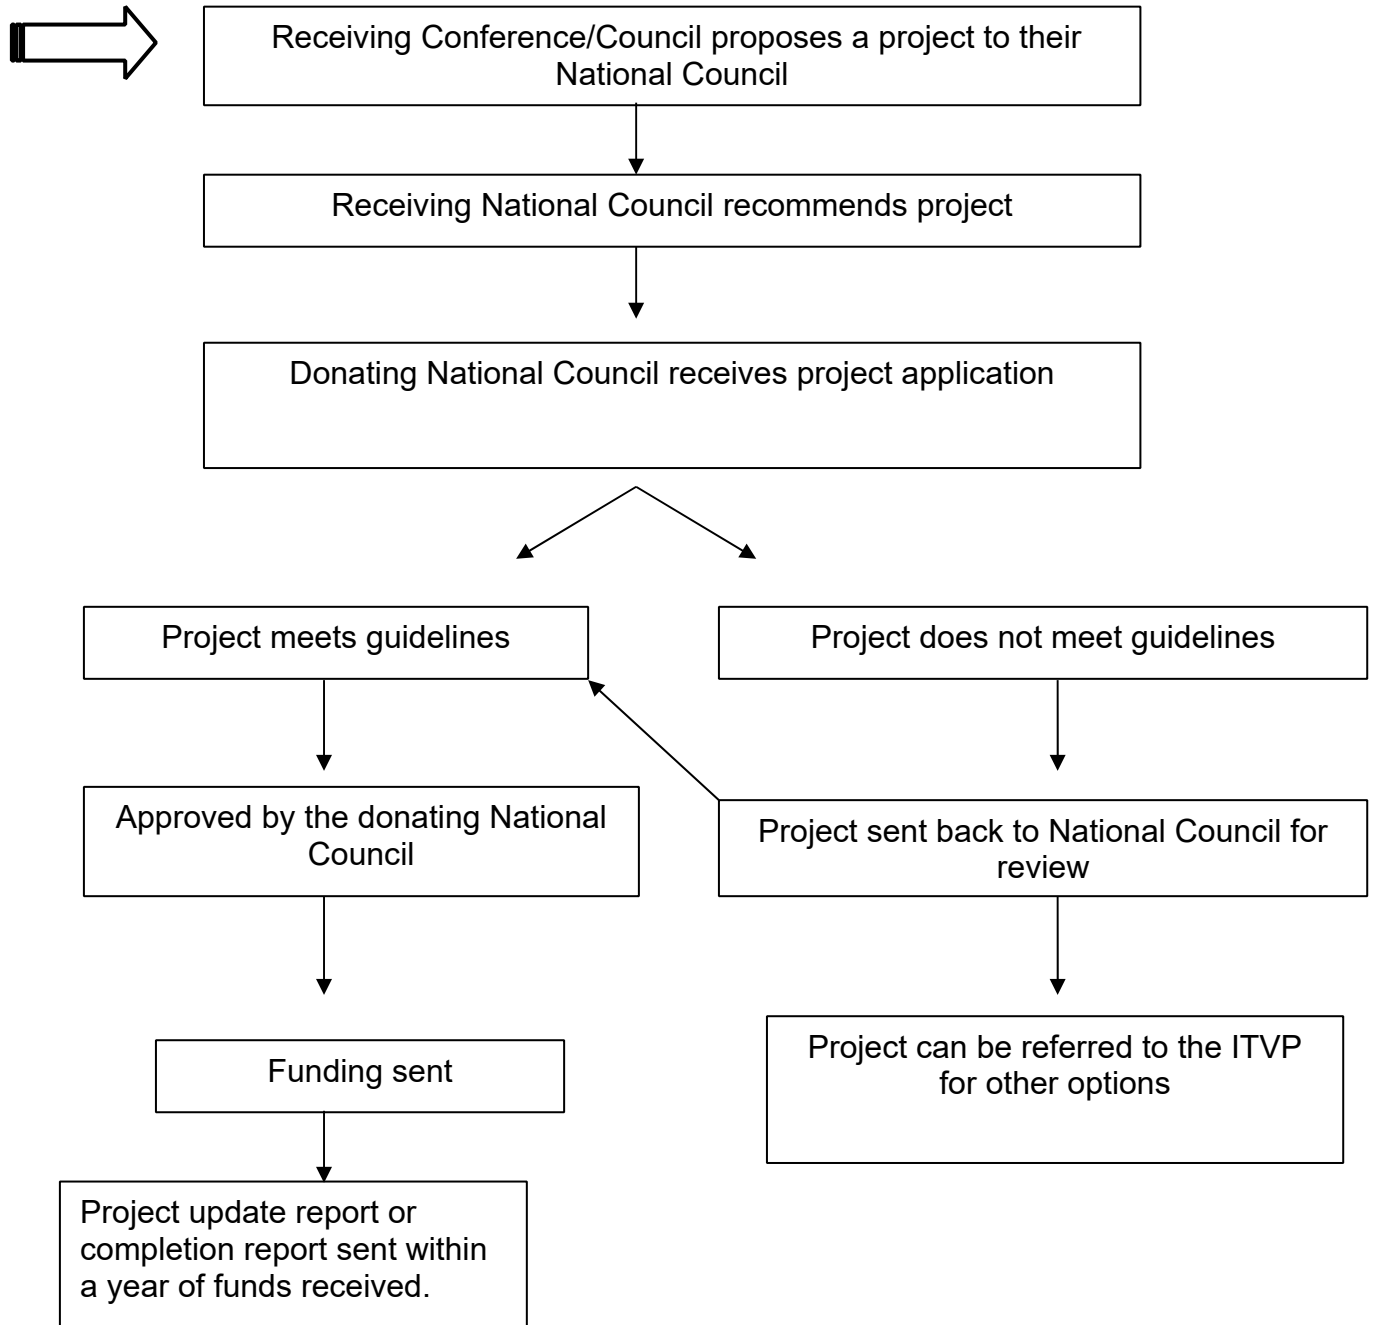 Receiving Conference/Council proposes a project to their
National Council
Receiving National Council recommends project
Donating National Council receives project application
Project meets guidelines
Project does not meet guidelines
Approved by the donating National
Council
Project sent back to National Council for
review
Funding sent
Project can be referred to the ITVP
for other options
Project update report or
completion report sent within
a year of funds received.